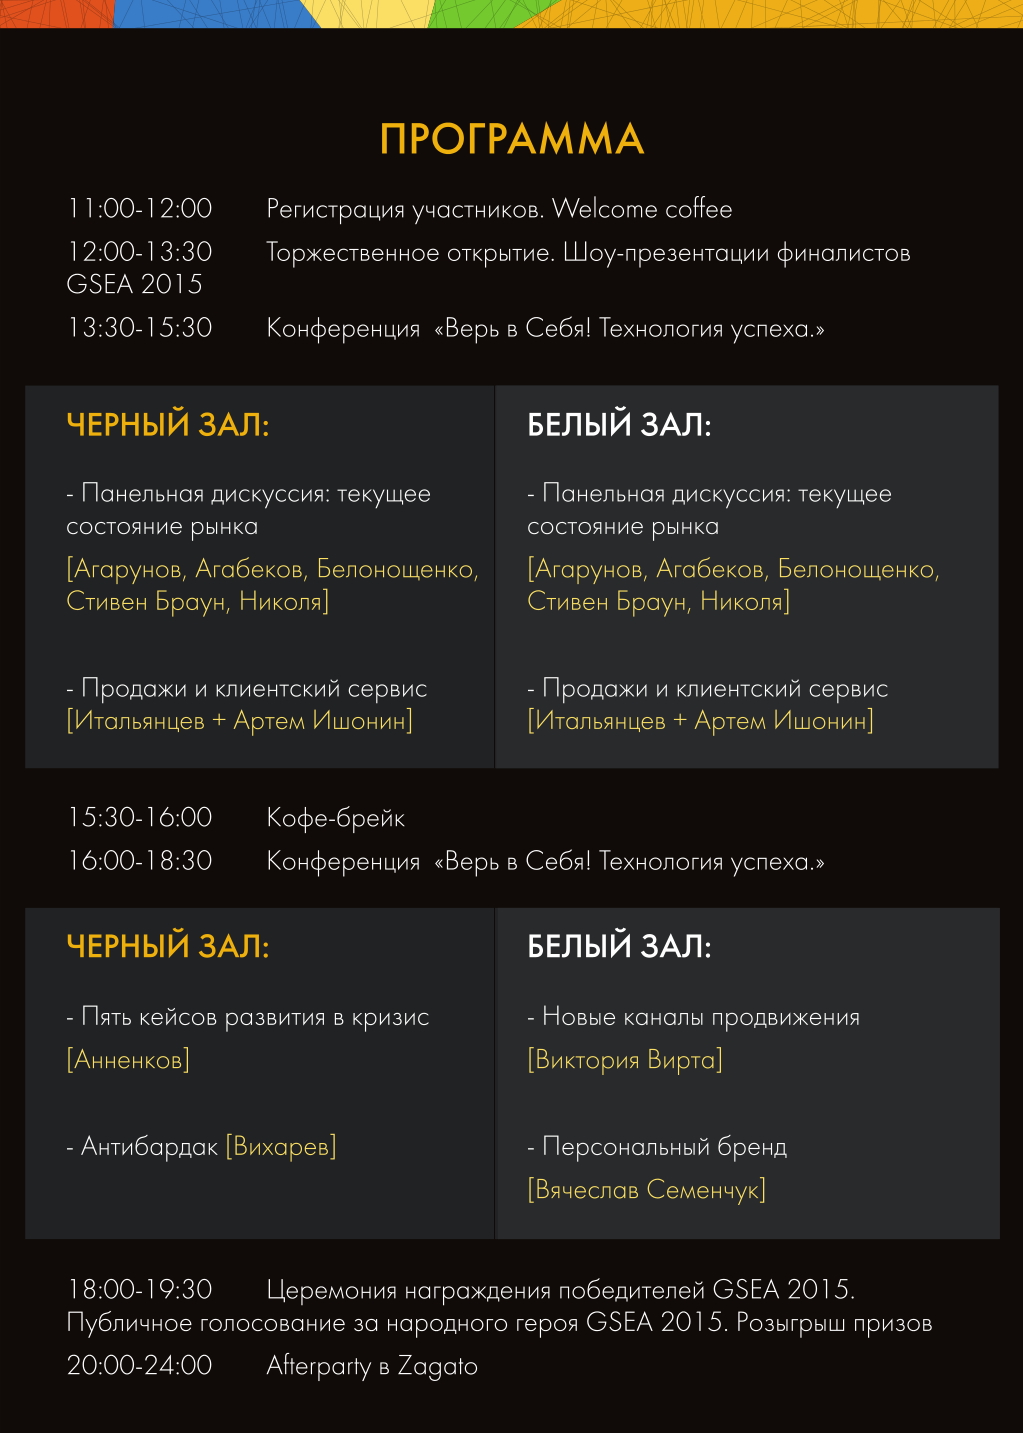 ПРОГРАММА
11:00-12:00 Регистрация участников. Welcome coffee
12:00-13:30 Торжественное открытие. Шоу-презентации финалистов
GSEA 2015
13:30-15:30 Конференция «Верь в Себя! Технология успеха.»
ЧЕРНЫЙ ЗАЛ:
- Панельная дискуссия: текущее
состояние рынка
[Агарунов, Агабеков, Белонощенко,
Стивен Браун, Николя]
- Продажи и клиентский сервис
[Итальянцев + Артем Ишонин]
БЕЛЫЙ ЗАЛ:
- Панельная дискуссия: текущее
состояние рынка
[Агарунов, Агабеков, Белонощенко,
Стивен Браун, Николя]
- Продажи и клиентский сервис
[Итальянцев + Артем Ишонин]
15:30-16:00 Кофе-брейк
16:00-18:30 Конференция «Верь в Себя! Технология успеха.»
ЧЕРНЫЙ ЗАЛ:
- Пять кейсов развития в кризис
[Анненков]
- Антибардак [Вихарев]
БЕЛЫЙ ЗАЛ:
- Новые каналы продвижения
[Виктория Вирта]
- Персональный бренд
[Вячеслав Семенчук]
18:00-19:30 Церемония награждения победителей GSEA 2015.
Публичное голосование за народного героя GSEA 2015. Розыгрыш призов
20:00-24:00 Afterparty в Zagato